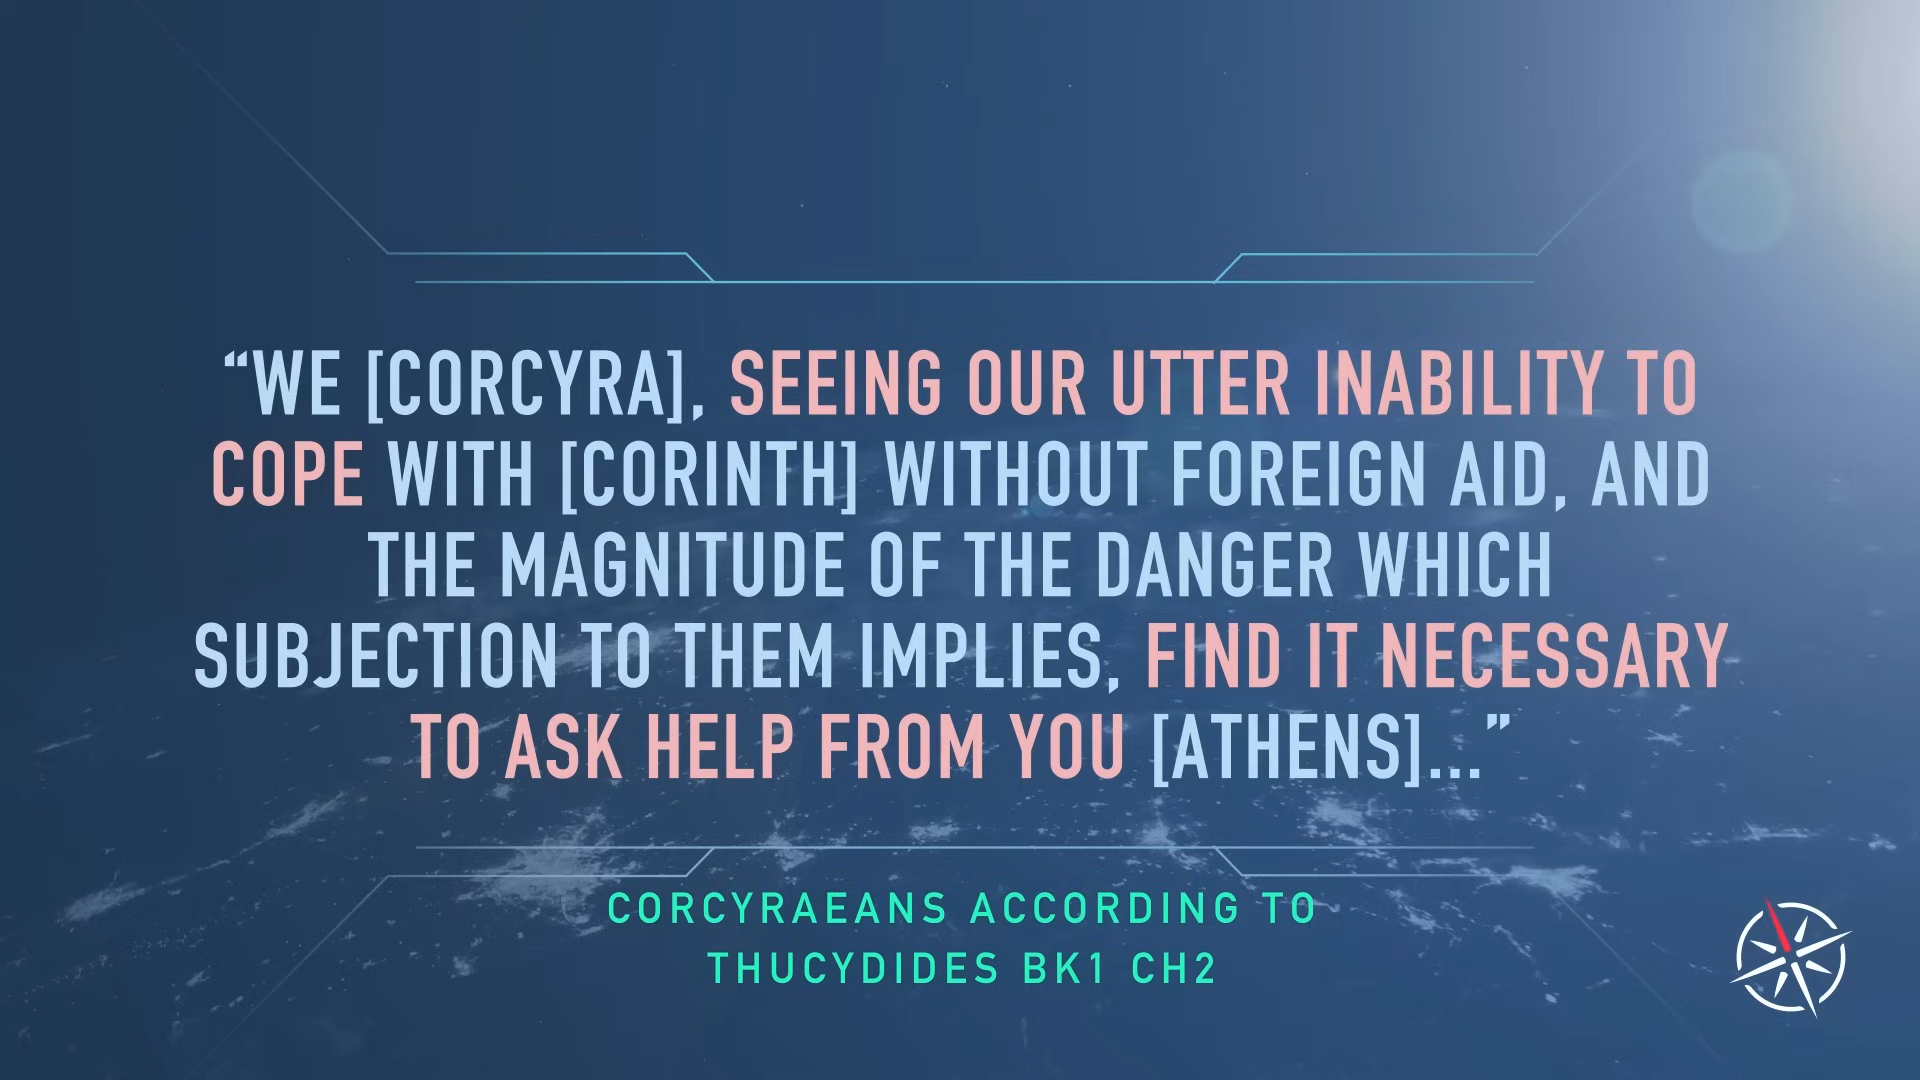 “WE [CORCYRA], SEEING OUR UTTER INABILITY TO
COPE WITH [CORINTH] WITHOUT FOREIGN AID, AND
THE MAGNITUDE OF THE DANGER WHICH
SUBJECTION TO THEM IMPLIES, FIND IT NECESSARY
TO ASK HELP FROM YOU [ATHENS]...”
CORCYRAEANS ACCORDING TO
THUCYDIDES BK1 CH2